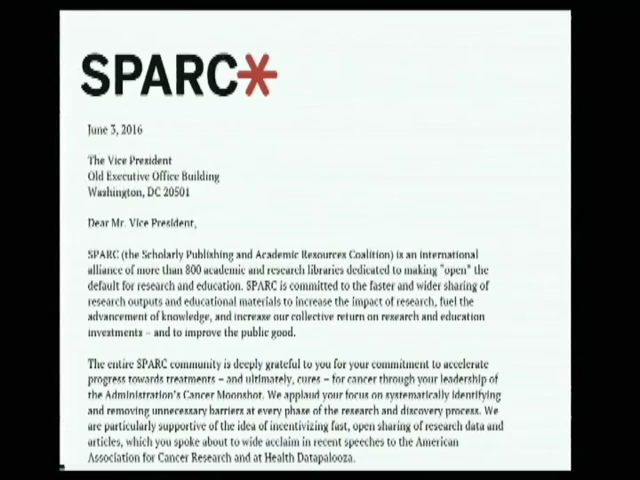 SPARC*
June 3, 2016
The Vice President
Old Executive Office Building
Washington, DC 20501
Dear Mr. Vice President,
SPARC (the Scholarly Publishing and Academic Resources Coalition) is an international
alliance of more than 800 academic and research libraries dedicated to making "open" the
default for research and education. SPARC is committed to the faster and wider sharing of
research outputs and educational materials to increase the impact of research, fuel the
advancement of knowledge, and increase our collective return on research and education
investments – and to improve the public good.
The entire SPARC community is deeply grateful to you for your commitment to accelerate
progress towards treatments – and ultimately, cures – for cancer through your leadership of
the Administration's Cancer Moonshot. We applaud your focus on systematically identifying
and removing unnecessary barriers at every phase of the research and discovery process. We
are particularly supportive of the idea of incentivizing fast, open sharing of research data and
articles, which you spoke about to wide acclaim in recent speeches to the American
Association for Cancer Research and at Health Datapalooza.